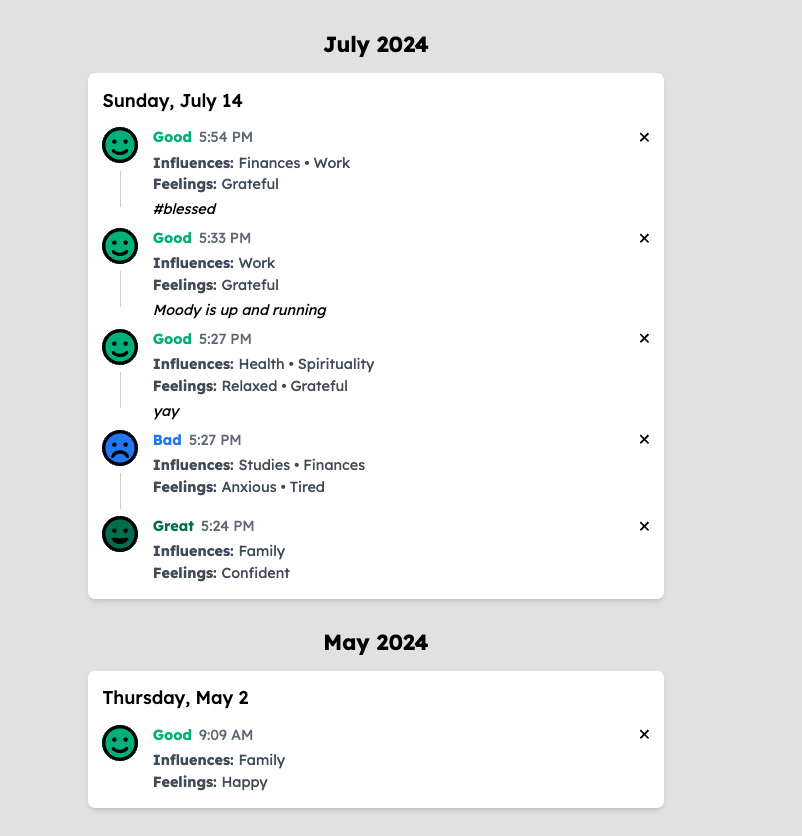 July 2024
Sunday, July 14
Good 5:54 PM ×
Influences: Finances • Work
Feelings: Grateful
#blessed
Good 5:33 PM ×
Influences: Work
Feelings: Grateful
Moody is up and running
Good 5:27 PM ×
Influences: Health • Spirituality
Feelings: Relaxed • Grateful
yay
Bad 5:27 PM ×
Influences: Studies • Finances
Feelings: Anxious • Tired
Great 5:24 PM ×
Influences: Family
Feelings: Confident
May 2024
Thursday, May 2
Good 9:09 AM ×
Influences: Family
Feelings: Happy